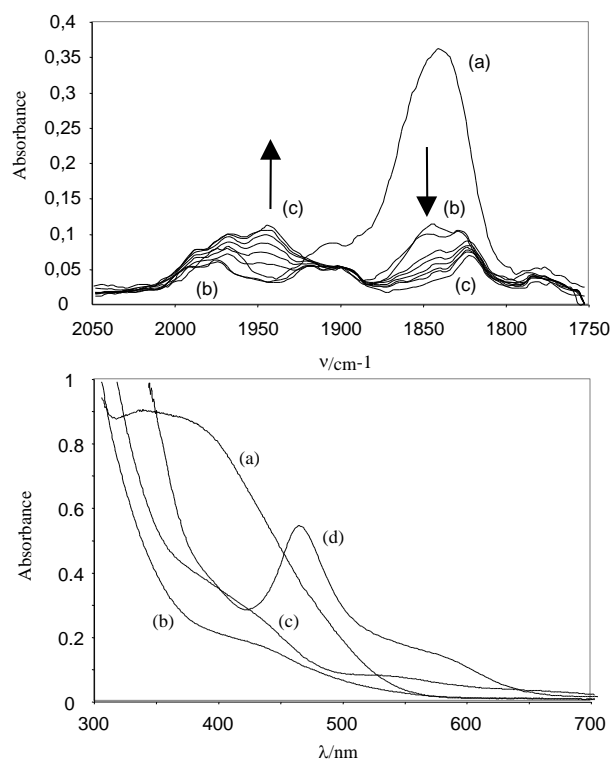 0,4
0,35
0,3
0,25
0,2
0,15
0,1
0,05
0
Absorbance
(a)
(b)
(c)
(c)
(b)
2050 2000 1950 1900 1850 1800 1750
ν/cm-1
1
0.8
0.6
0.4
0.2
0
Absorbance
(a)
(d)
(b)
(c)
300 400 500 600 700
λ/nm